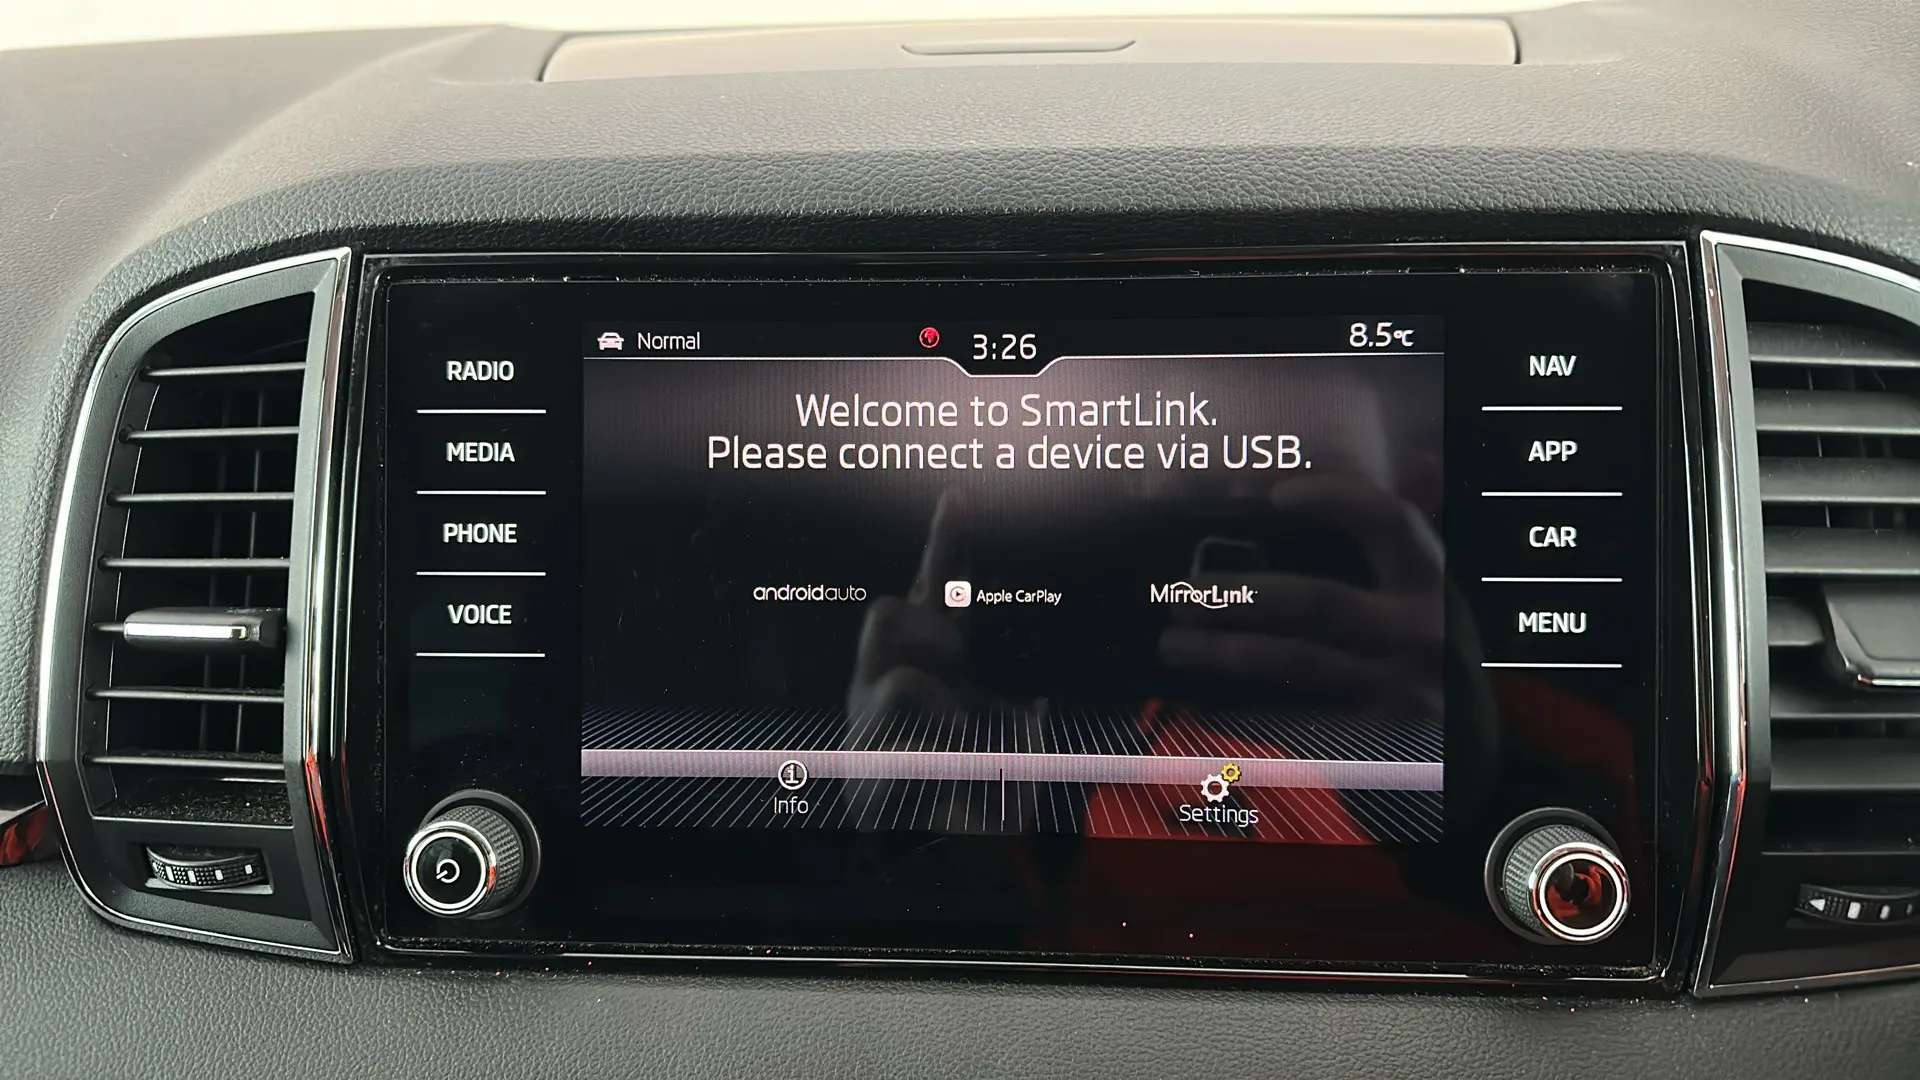 Normal
3:26
8.5°C
RADIO
MEDIA
PHONE
VOICE
Welcome to SmartLink.
Please connect a device via USB.
androidauto
Apple CarPlay
MirrorLink
Info
Settings
NAV
APP
CAR
MENU